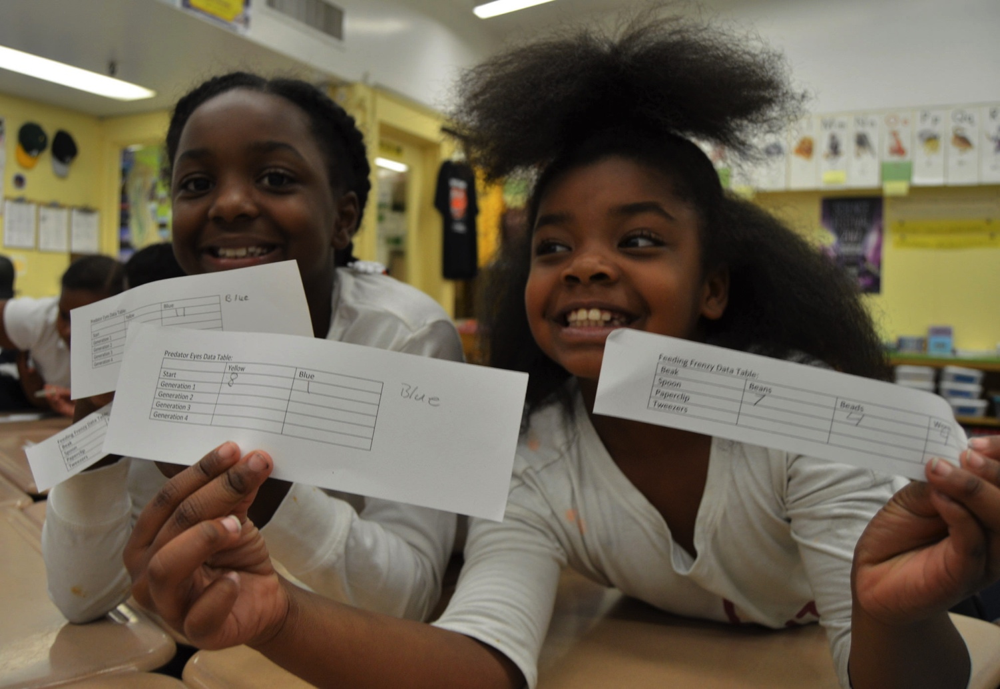 Predator Eyes Data Table:
Yellow Blue
Start 8 1
Generation 1
Generation 2
Generation 3
Generation 4
Blue
Feeding Frenzy Data Table:
Beak Beans Beads
Spoon 7 4 9
Paperclip
Tweezers
Predator Eyes Data Table:
Yellow Blue
Start 11
Generation 1
Generation 2
Generation 3
Generation 4
Blue
Feeding Frenzy Data Table
Beak
Spoon
Paperclip
Tweezers
Pp
Qq